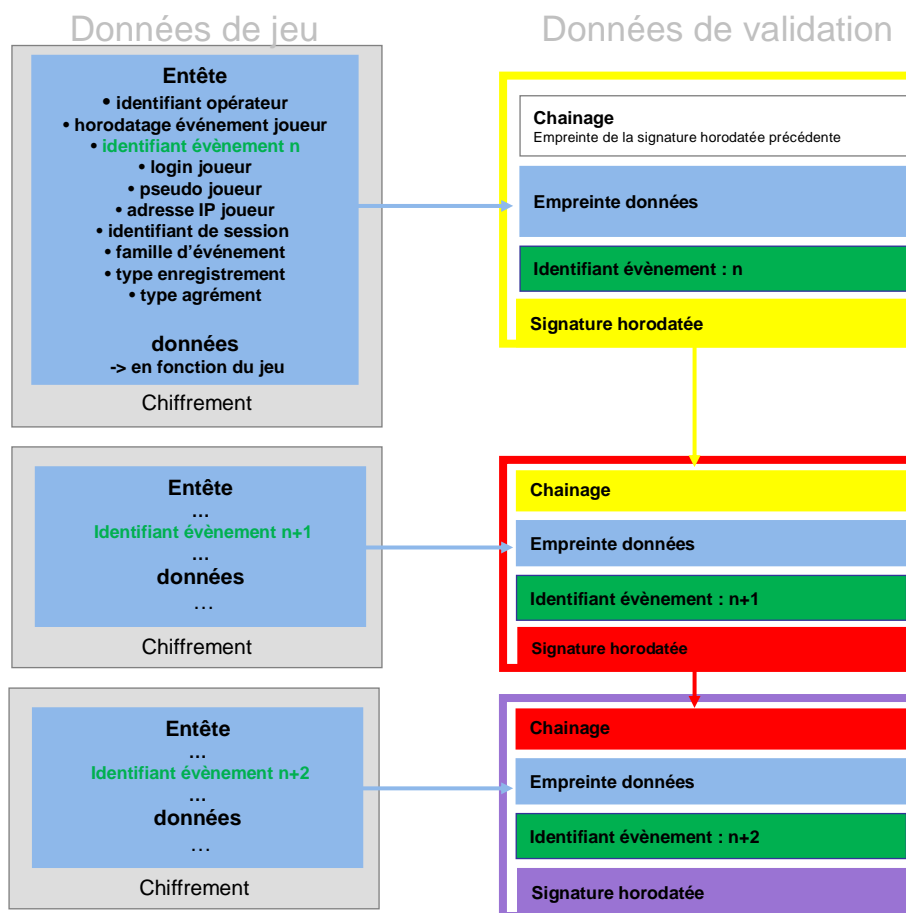 Données de jeu
Entête
• identifiant opérateur
• horodatage événement joueur
• identifiant évènement n
• login joueur
• pseudo joueur
• adresse IP joueur
• identifiant de session
• famille d'événement
• type enregistrement
• type agrément
données
-> en fonction du jeu
Chiffrement
Entête
...
Identifiant évènement n+1
...
données
...
Chiffrement
Entête
...
Identifiant évènement n+2
...
données
...
Chiffrement
Données de validation
Chainage
Empreinte de la signature horodatée précédente
Empreinte données
Identifiant évènement : n
Signature horodatée
Chainage
Empreinte données
Identifiant évènement : n+1
Signature horodatée
Chainage
Empreinte données
Identifiant évènement : n+2
Signature horodatée